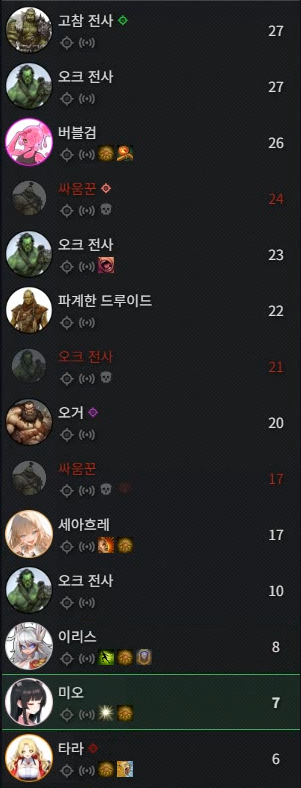 고참 전사
27
오크 전사
27
버블검
26
싸움꾼
24
오크 전사
23
파계한 드루이드
22
오크 전사
21
오거
20
싸움꾼
17
세아흐레
17
오크 전사
10
이리스
8
미오
7
타라
6